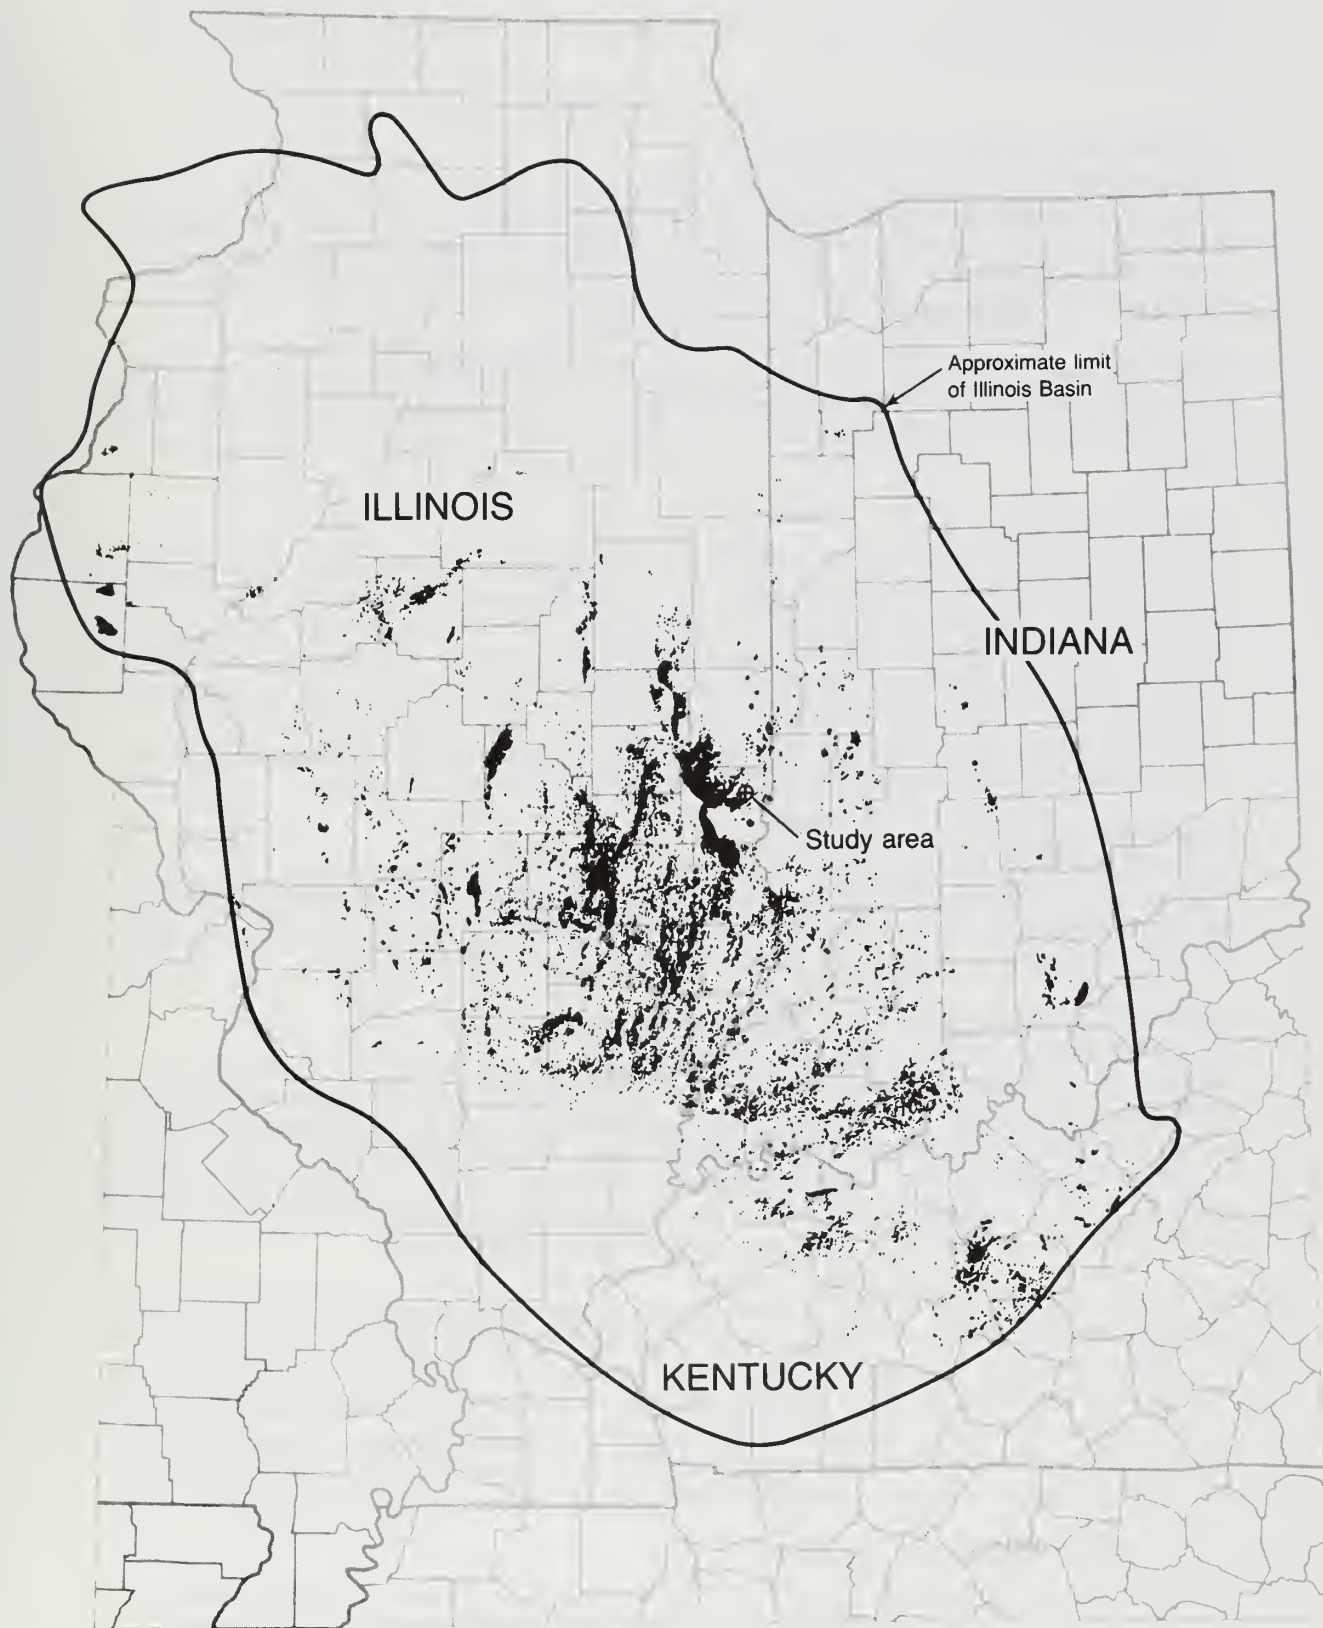 Approximate limit
of Illinois Basin
ILLINOIS
INDIANA
Study area
KENTUCKY